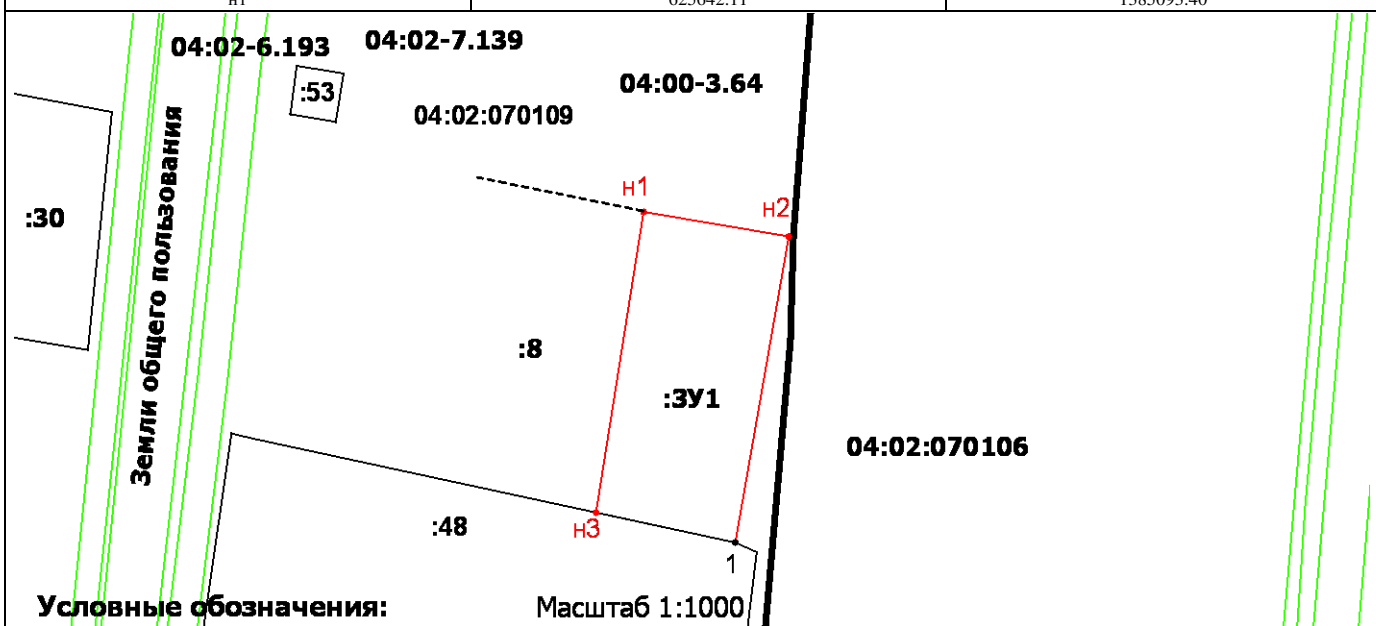 04:02-6.193
04:02-7.139
04:00-3.64
:53
04:02:070109
Земли общего пользования
:30
н1
н2
:8
:ЗУ1
04:02:070106
:48
н3
1
Условные обозначения:
Масштаб 1:1000